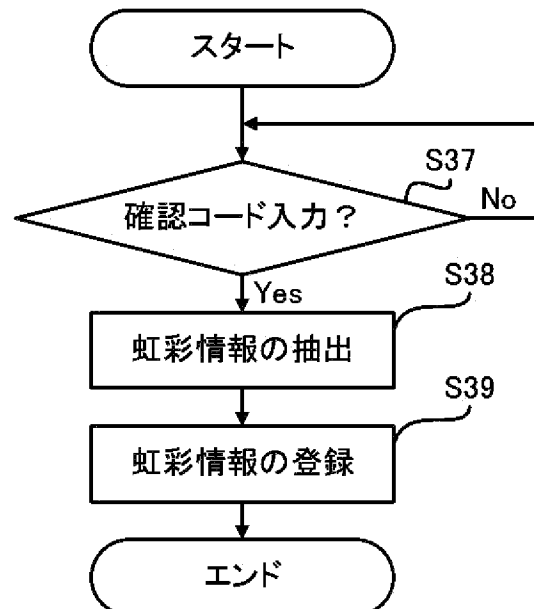 スタート
S37
確認コード入力？
No
Yes
S38
虹彩情報の抽出
S39
虹彩情報の登録
エンド